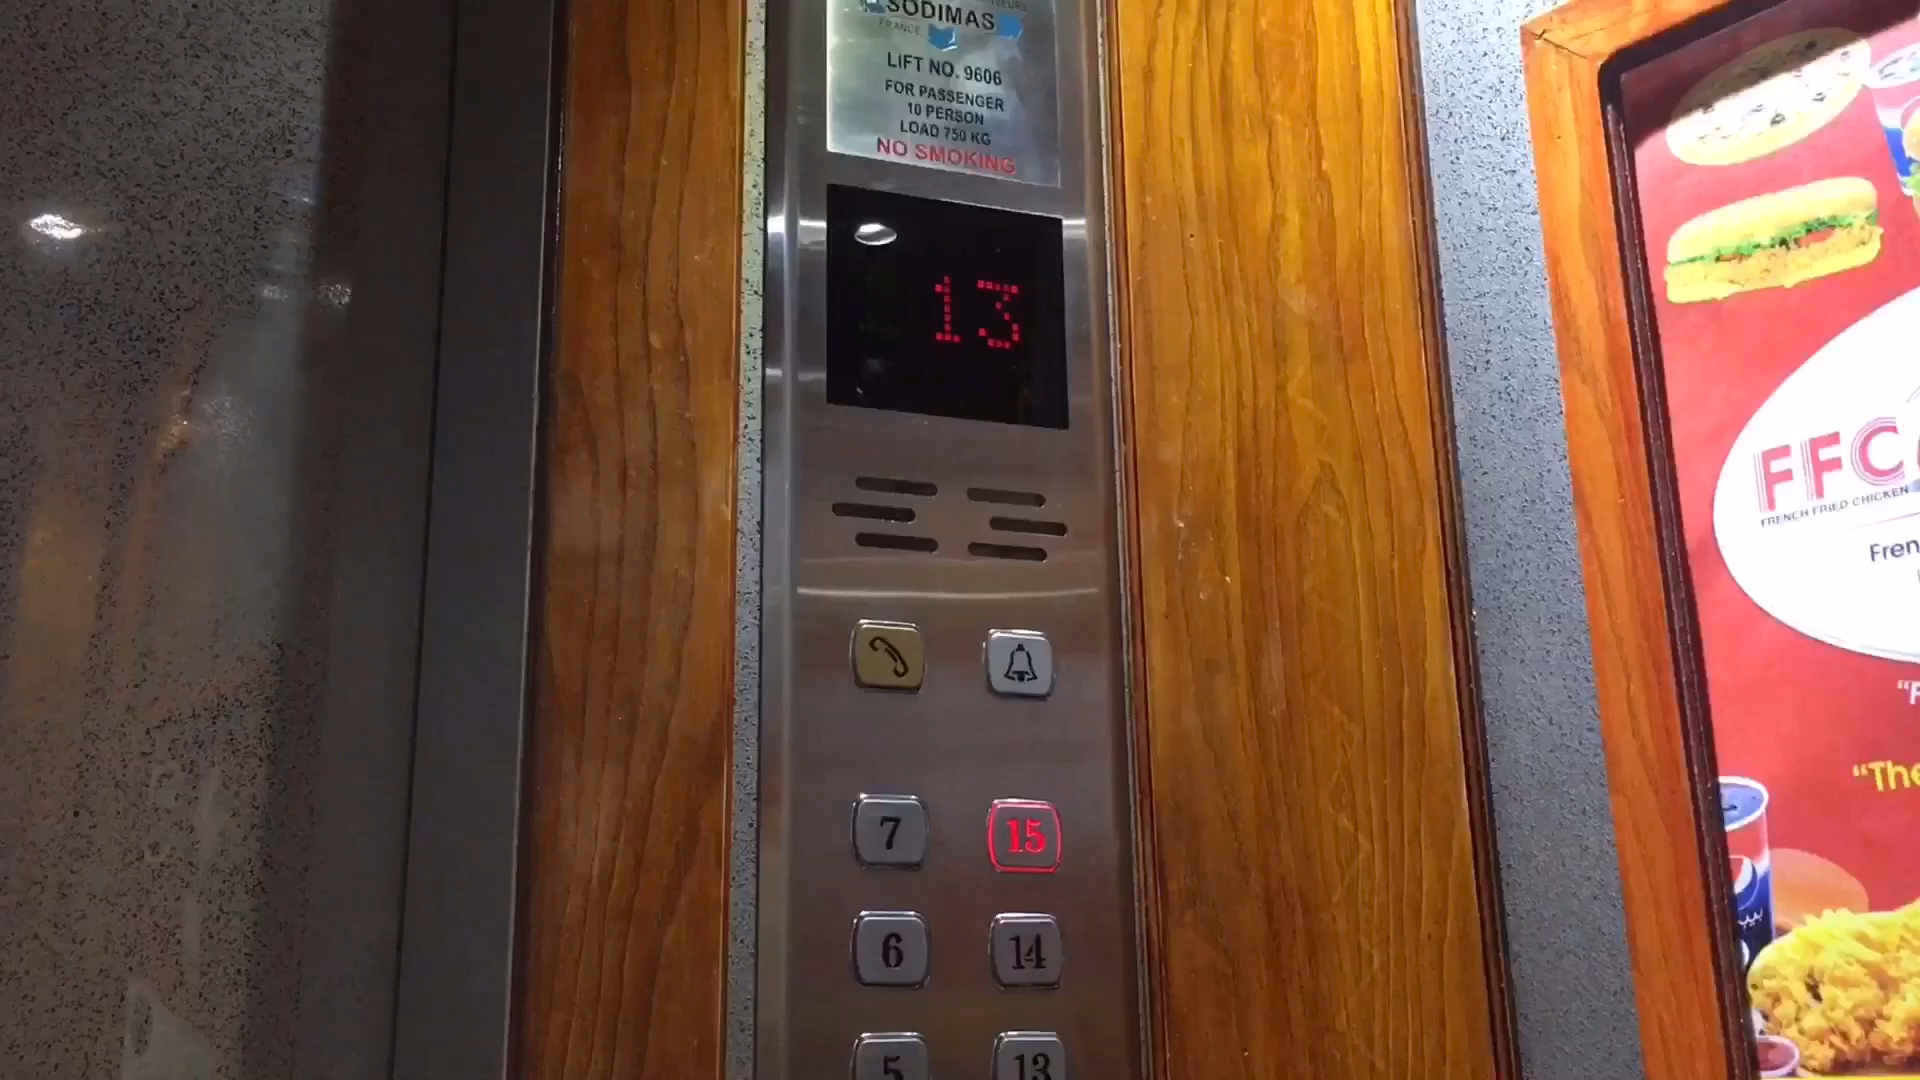 SODIMAS
FRANCE
LIFT NO. 9606
FOR PASSENGER
10 PERSON
LOAD 750 KG
NO SMOKING
13
7
15
6
14
5
13
FFC
FRENCH FRIED CHICKEN
Fren
"The